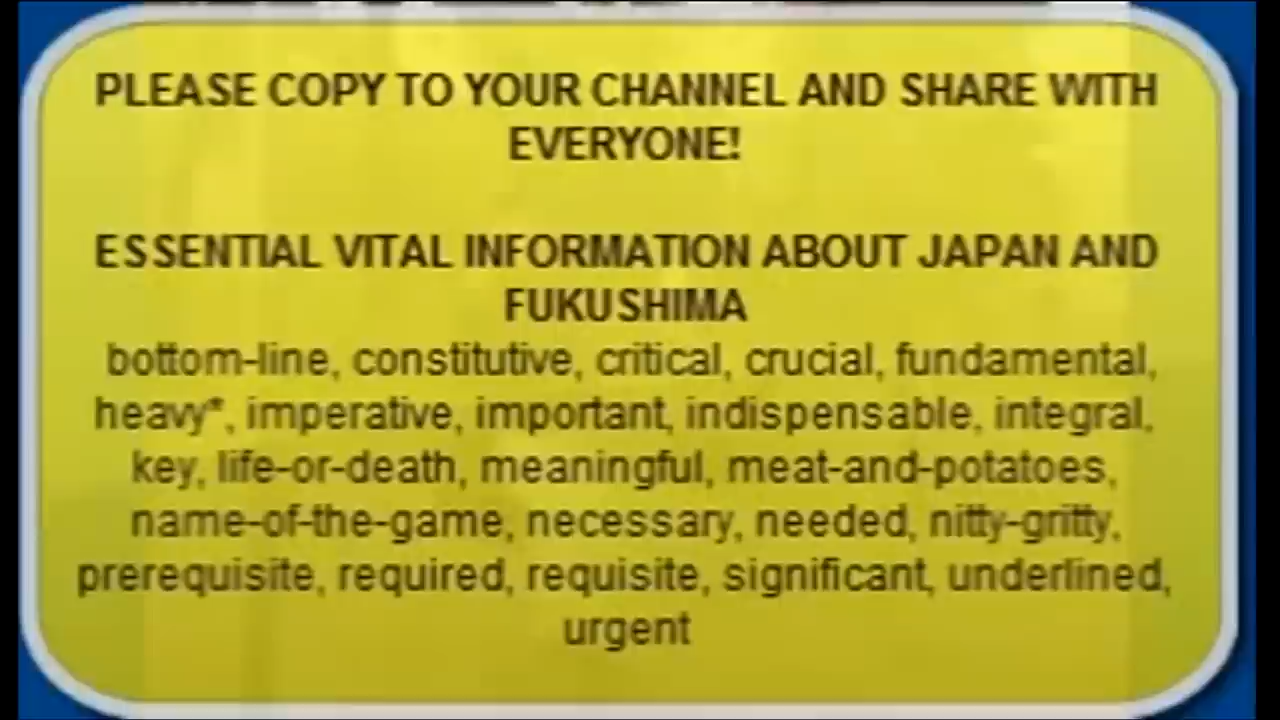 PLEASE COPY TO YOUR CHANNEL AND SHARE WITH
EVERYONE!
ESSENTIAL VITAL INFORMATION ABOUT JAPAN AND
FUKUSHIMA
bottom-line, constitutive, critical, crucial, fundamental,
heavy*, imperative, important, indispensable, integral,
key, life-or-death, meaningful, meat-and-potatoes,
name-of-the-game, necessary, needed, nitty-gritty,
prerequisite, required, requisite, significant, underlined,
urgent